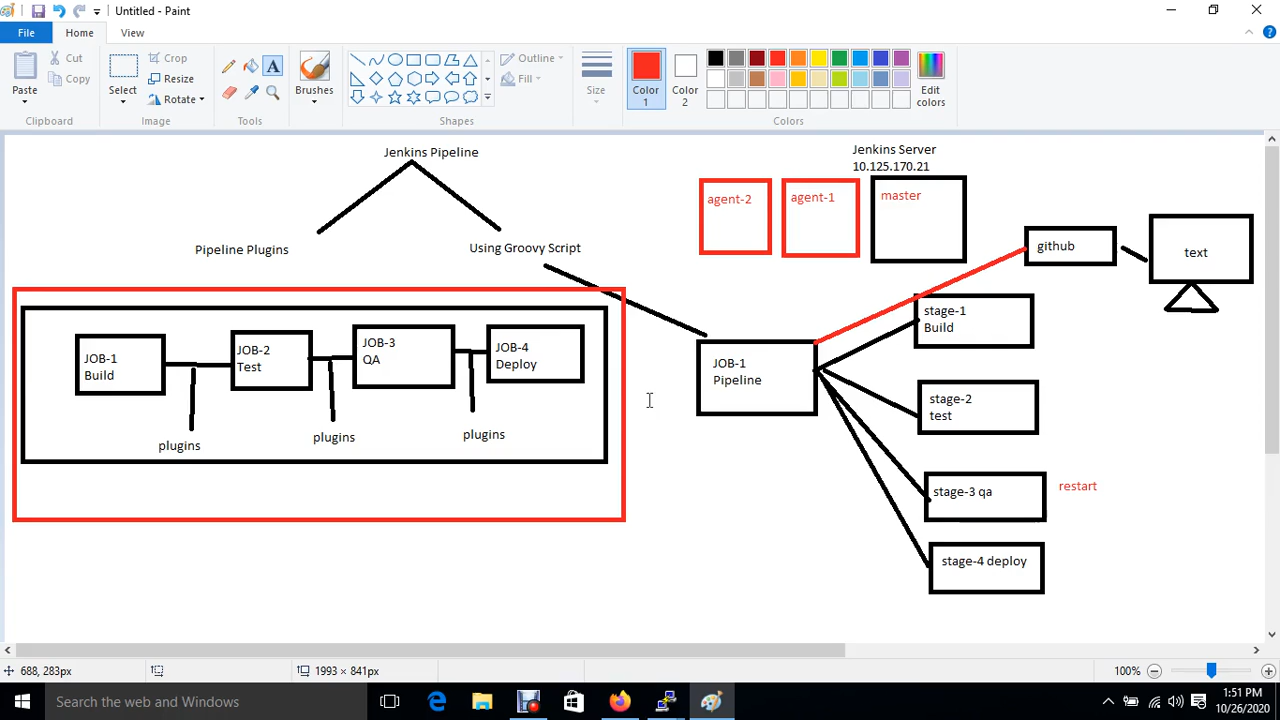 Untitled - Paint
File
Home
View
Paste
Cut
Copy
Clipboard
Select
Crop
Resize
Rotate
Image
A
Tools
Brushes
Shapes
Outline
Fill
Size
Color
1
Color
2
Edit
colors
Colors
Jenkins Pipeline
Pipeline Plugins
Using Groovy Script
Jenkins Server
10.125.170.21
agent-2
agent-1
master
github
text
JOB-1
Build
JOB-2
Test
JOB-3
QA
JOB-4
Deploy
plugins
plugins
plugins
JOB-1
Pipeline
stage-1
Build
stage-2
test
stage-3 qa
restart
stage-4 deploy
688, 283px
1993 × 841px
100%
Search the web and Windows
1:51 PM
10/26/2020